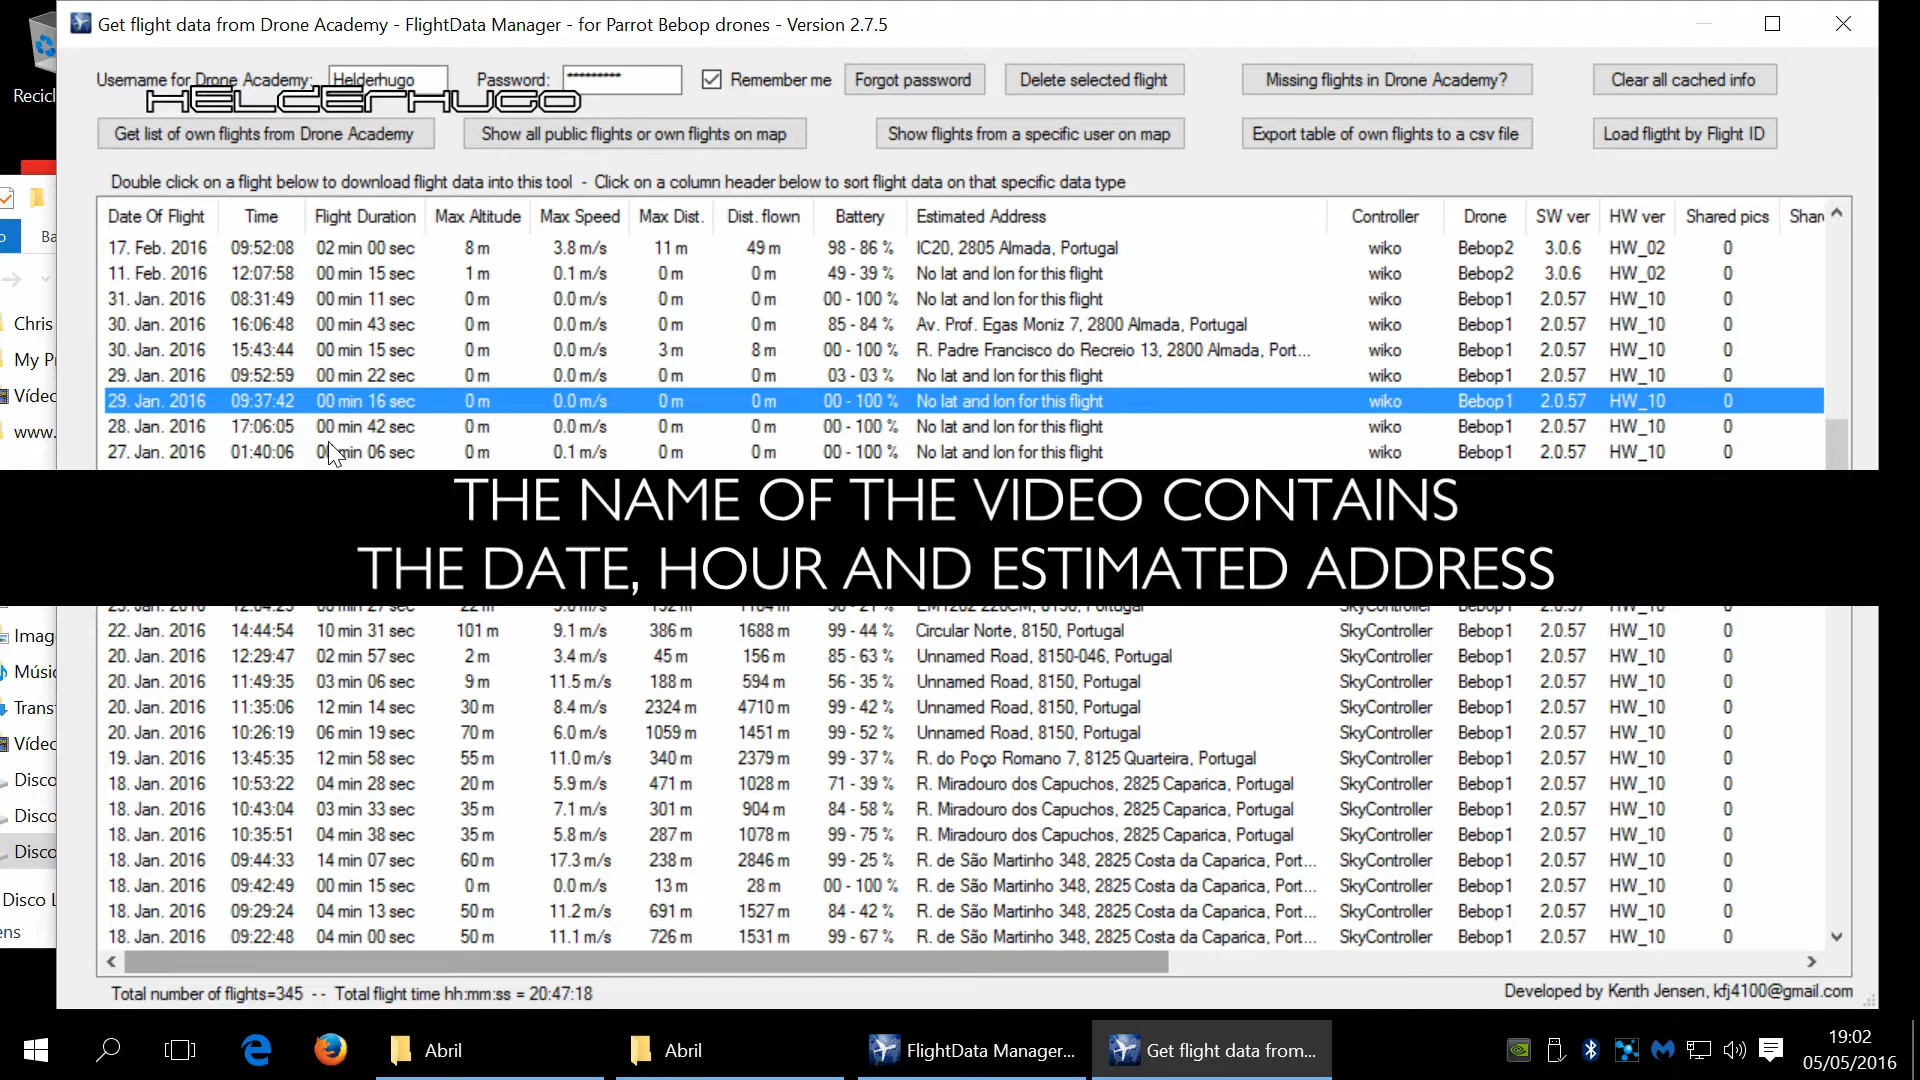 Get flight data from Drone Academy - FlightData Manager - for Parrot Bebop drones - Version 2.7.5
Recicl
Username for Drone Academy: Helderhugo Password: ********* Remember me Forgot password Delete selected flight Missing flights in Drone Academy? Clear all cached info
HELDERHUGO
Get list of own flights from Drone Academy Show all public flights or own flights on map Show flights from a specific user on map Export table of own flights to a csv file Load fligtht by Flight ID
Double click on a flight below to download flight data into this tool - Click on a column header below to sort flight data on that specific data type
Date Of Flight Time Flight Duration Max Altitude Max Speed Max Dist. Dist. flown Battery Estimated Address Controller Drone SW ver HW ver Shared pics Shar
17. Feb. 2016 09:52:08 02 min 00 sec 8 m 3.8 m/s 11 m 49 m 98 - 86 % IC20, 2805 Almada, Portugal wiko Bebop2 3.0.6 HW_02 0
11. Feb. 2016 12:07:58 00 min 15 sec 1 m 0.1 m/s 0 m 0 m 49 - 39 % No lat and lon for this flight wiko Bebop2 3.0.6 HW_02 0
31. Jan. 2016 08:31:49 00 min 11 sec 0 m 0.0 m/s 0 m 0 m 00 - 100 % No lat and lon for this flight wiko Bebop1 2.0.57 HW_10 0
30. Jan. 2016 16:06:48 00 min 43 sec 0 m 0.0 m/s 0 m 0 m 85 - 84 % Av. Prof. Egas Moniz 7, 2800 Almada, Portugal wiko Bebop1 2.0.57 HW_10 0
30. Jan. 2016 15:43:44 00 min 15 sec 0 m 0.0 m/s 3 m 8 m 00 - 100 % R. Padre Francisco do Recreio 13, 2800 Almada, Port... wiko Bebop1 2.0.57 HW_10 0
29. Jan. 2016 09:52:59 00 min 22 sec 0 m 0.0 m/s 0 m 0 m 03 - 03 % No lat and lon for this flight wiko Bebop1 2.0.57 HW_10 0
29. Jan. 2016 09:37:42 00 min 16 sec 0 m 0.0 m/s 0 m 0 m 00 - 100 % No lat and lon for this flight wiko Bebop1 2.0.57 HW_10 0
28. Jan. 2016 17:06:05 00 min 42 sec 0 m 0.0 m/s 0 m 0 m 00 - 100 % No lat and lon for this flight wiko Bebop1 2.0.57 HW_10 0
27. Jan. 2016 01:40:06 00 min 06 sec 0 m 0.1 m/s 0 m 0 m 00 - 100 % No lat and lon for this flight wiko Bebop1 2.0.57 HW_10 0
Ba
Chris
My Pr
Vídec
www.
THE NAME OF THE VIDEO CONTAINS
THE DATE, HOUR AND ESTIMATED ADDRESS
22. Jan. 2016 14:44:54 10 min 31 sec 101 m 9.1 m/s 386 m 1688 m 99 - 44 % Circular Norte, 8150, Portugal SkyController Bebop1 2.0.57 HW_10 0
20. Jan. 2016 12:29:47 02 min 57 sec 2 m 3.4 m/s 45 m 156 m 85 - 63 % Unnamed Road, 8150-046, Portugal SkyController Bebop1 2.0.57 HW_10 0
20. Jan. 2016 11:49:35 03 min 06 sec 9 m 11.5 m/s 188 m 594 m 56 - 35 % Unnamed Road, 8150, Portugal SkyController Bebop1 2.0.57 HW_10 0
20. Jan. 2016 11:35:06 12 min 14 sec 30 m 8.4 m/s 2324 m 4710 m 99 - 42 % Unnamed Road, 8150, Portugal SkyController Bebop1 2.0.57 HW_10 0
20. Jan. 2016 10:26:19 06 min 19 sec 70 m 6.0 m/s 1059 m 1451 m 99 - 52 % Unnamed Road, 8150, Portugal SkyController Bebop1 2.0.57 HW_10 0
19. Jan. 2016 13:45:35 12 min 58 sec 55 m 11.0 m/s 340 m 2379 m 99 - 37 % R. do Poço Romano 7, 8125 Quarteira, Portugal SkyController Bebop1 2.0.57 HW_10 0
18. Jan. 2016 10:53:22 04 min 28 sec 20 m 5.9 m/s 471 m 1028 m 71 - 39 % R. Miradouro dos Capuchos, 2825 Caparica, Portugal SkyController Bebop1 2.0.57 HW_10 0
18. Jan. 2016 10:43:04 03 min 33 sec 35 m 7.1 m/s 301 m 904 m 84 - 58 % R. Miradouro dos Capuchos, 2825 Caparica, Portugal SkyController Bebop1 2.0.57 HW_10 0
18. Jan. 2016 10:35:51 04 min 38 sec 35 m 5.8 m/s 287 m 1078 m 99 - 75 % R. Miradouro dos Capuchos, 2825 Caparica, Portugal SkyController Bebop1 2.0.57 HW_10 0
18. Jan. 2016 09:44:33 14 min 07 sec 60 m 17.3 m/s 238 m 2846 m 99 - 25 % R. de São Martinho 348, 2825 Costa da Caparica, Port... SkyController Bebop1 2.0.57 HW_10 0
18. Jan. 2016 09:42:49 00 min 15 sec 0 m 0.0 m/s 13 m 28 m 00 - 100 % R. de São Martinho 348, 2825 Costa da Caparica, Port... SkyController Bebop1 2.0.57 HW_10 0
18. Jan. 2016 09:29:24 04 min 13 sec 50 m 11.2 m/s 691 m 1527 m 84 - 42 % R. de São Martinho 348, 2825 Costa da Caparica, Port... SkyController Bebop1 2.0.57 HW_10 0
18. Jan. 2016 09:22:48 04 min 00 sec 50 m 11.1 m/s 726 m 1531 m 99 - 67 % R. de São Martinho 348, 2825 Costa da Caparica, Port... SkyController Bebop1 2.0.57 HW_10 0
Imag
Músic
Trans
Vídec
Disco
Disco
Disco
Disco L
ens
Total number of flights=345 -- Total flight time hh:mm:ss = 20:47:18
Developed by Kenth Jensen, kfj4100@gmail.com
Abril Abril FlightData Manager... Get flight data from... 19:02
05/05/2016